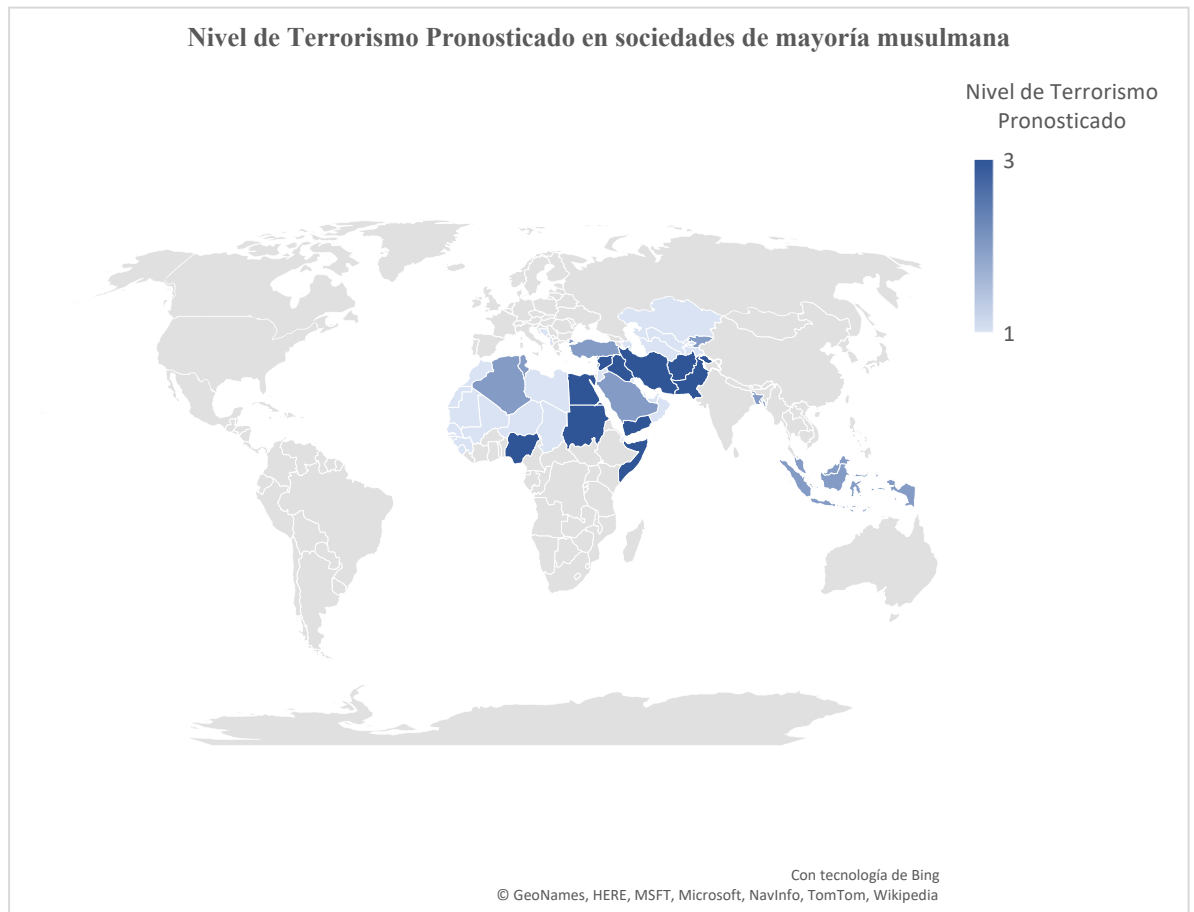 Nivel de Terrorismo Pronosticado en sociedades de mayoría musulmana
Nivel de Terrorismo
Pronosticado
3
1
Con tecnología de Bing
© GeoNames, HERE, MSFT, Microsoft, NavInfo, TomTom, Wikipedia